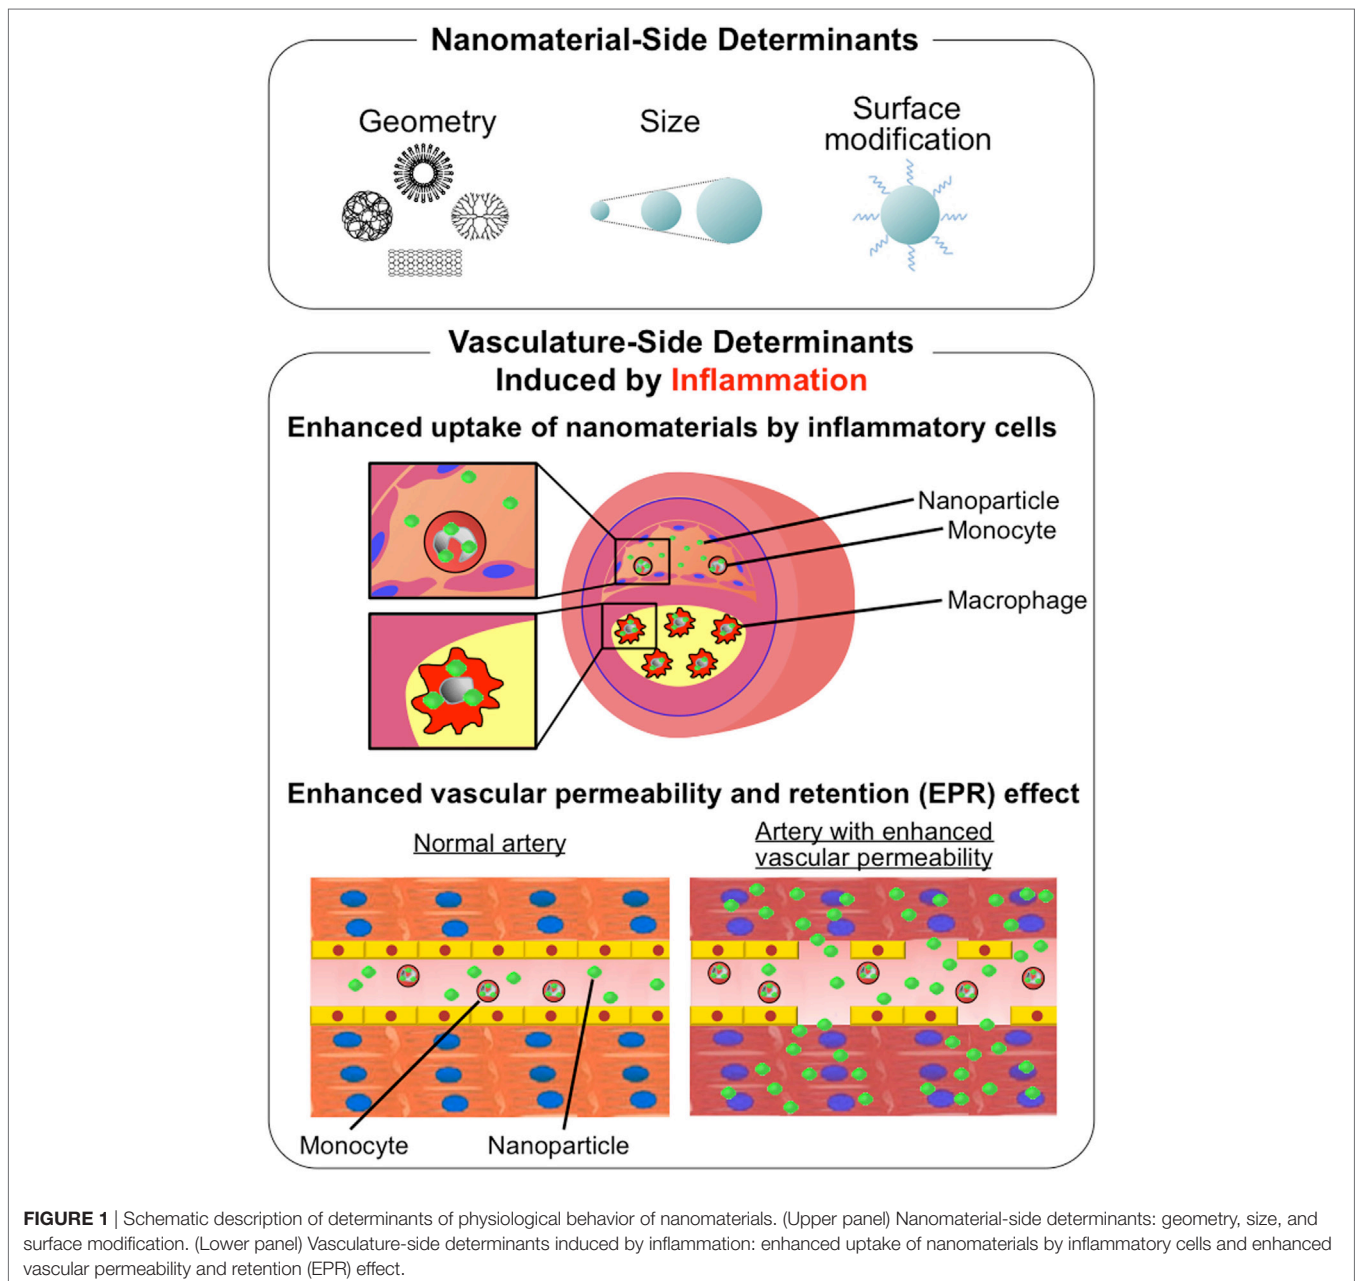 Nanomaterial-Side Determinants
Geometry
Size
Surface
modification
Vasculature-Side Determinants
Induced by Inflammation
Enhanced uptake of nanomaterials by inflammatory cells
Nanoparticle
Monocyte
Macrophage
Enhanced vascular permeability and retention (EPR) effect
Normal artery
Artery with enhanced
vascular permeability
Monocyte
Nanoparticle
FIGURE 1 | Schematic description of determinants of physiological behavior of nanomaterials. (Upper panel) Nanomaterial-side determinants: geometry, size, and
surface modification. (Lower panel) Vasculature-side determinants induced by inflammation: enhanced uptake of nanomaterials by inflammatory cells and enhanced
vascular permeability and retention (EPR) effect.